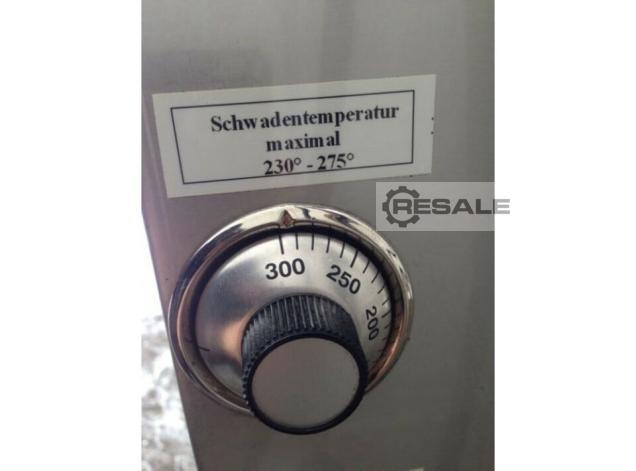 Schwadentemperatur
maximal
230° - 275°
RESALE
300
250
200